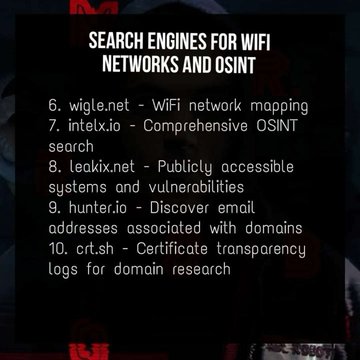 SEARCH ENGINES FOR WIFI
NETWORKS AND OSINT
6. wigle.net - WiFi network mapping
7. intelx.io - Comprehensive OSINT
search
8. leakix.net - Publicly accessible
systems and vulnerabilities
9. hunter.io - Discover email
addresses associated with domains
10. crt.sh - Certificate transparency
logs for domain research